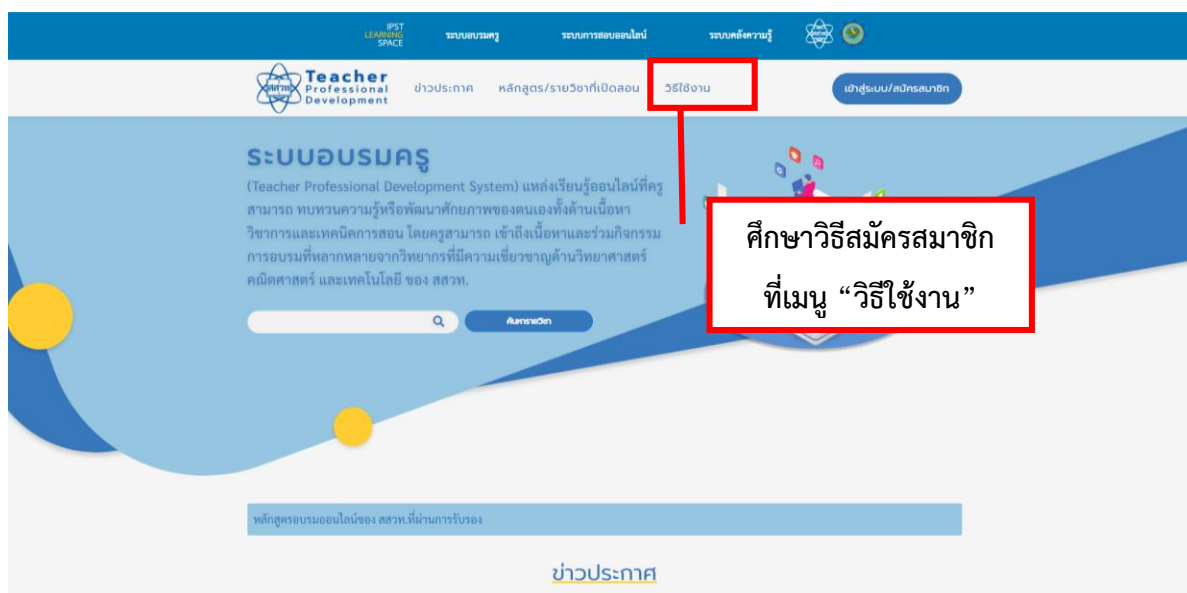 IPST
LEARNING
SPACE
ระบบอบรมครู
ระบบการสอบออนไลน์
ระบบคลังความรู้
สสวท
Teacher
Professional
Development
ข่าวประกาศ
หลักสูตร/รายวิชาที่เปิดสอน
วิธีใช้งาน
เข้าสู่ระบบ/สมัครสมาชิก
ระบบอบรมครู
(Teacher Professional Development System) แหล่งเรียนรู้ออนไลน์ที่ครู
สามารถ ทบทวนความรู้หรือพัฒนาศักยภาพของตนเองทั้งด้านเนื้อหา
วิชาการและเทคนิคการสอน โดยครูสามารถ เข้าถึงเนื้อหาและร่วมกิจกรรม
การอบรมที่หลากหลายจากวิทยากรที่มีความเชี่ยวชาญด้านวิทยาศาสตร์
คณิตศาสตร์ และเทคโนโลยี ของ สสวท.
ค้นหารายวิชา
ศึกษาวิธีสมัครสมาชิก
ที่เมนู “วิธีใช้งาน”
หลักสูตรอบรมออนไลน์ของ สสวท.ที่ผ่านการรับรอง
ข่าวประกาศ